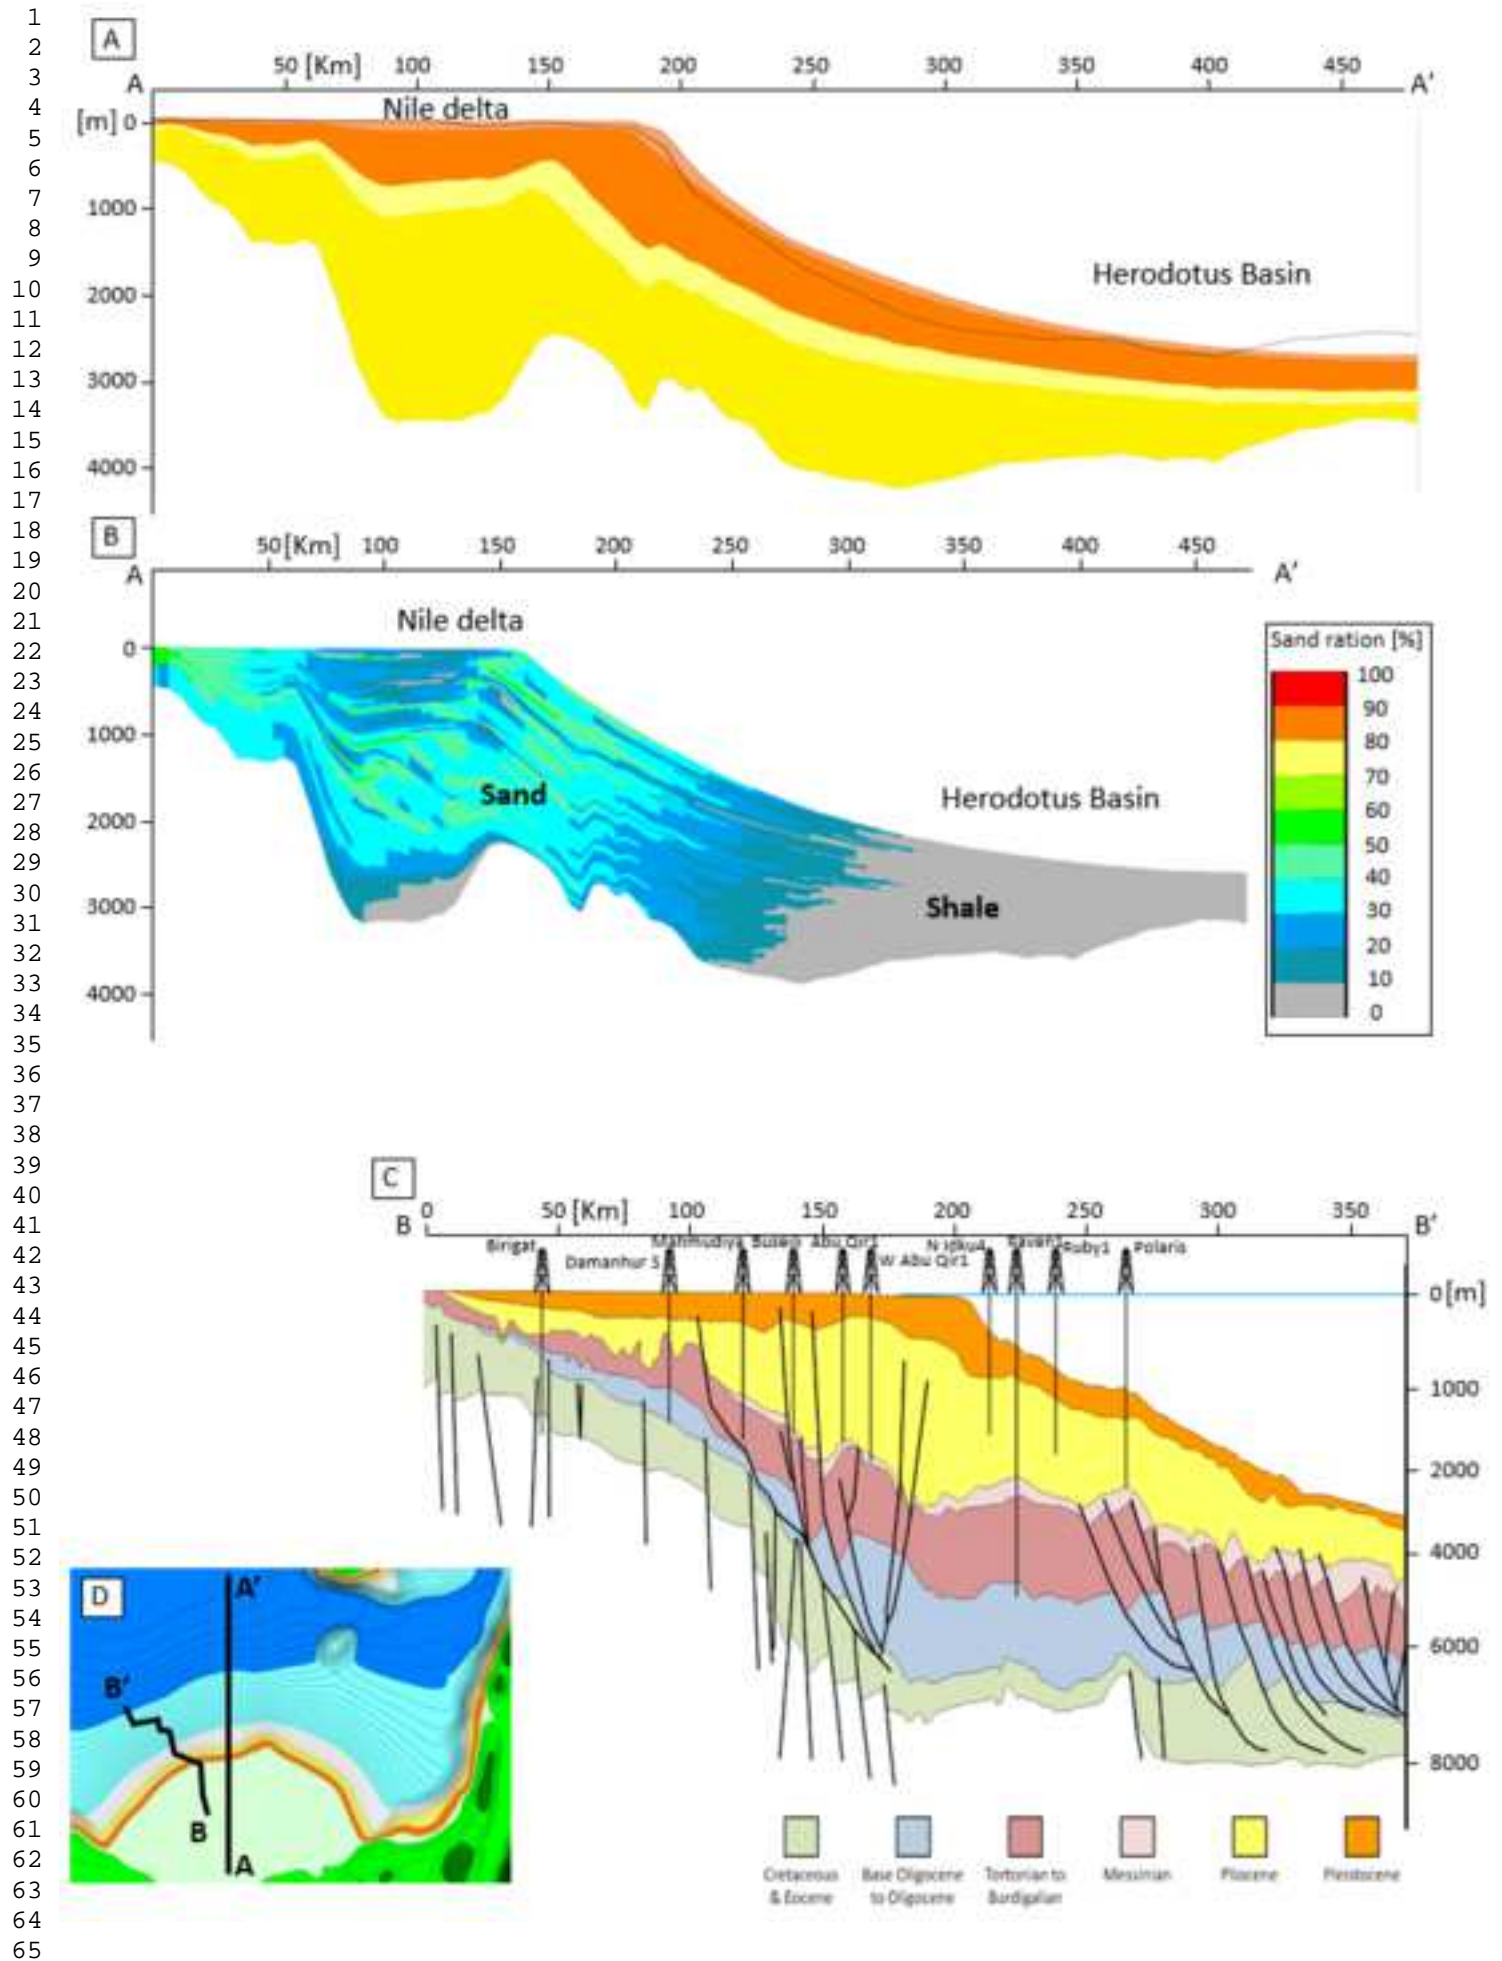 1
2
3
4
5
6
7
8
9
10
11
12
13
14
15
16
17
18
19
20
21
22
23
24
25
26
27
28
29
30
31
32
33
34
35
36
37
38
39
40
41
42
43
44
45
46
47
48
49
50
51
52
53
54
55
56
57
58
59
60
61
62
63
64
65
A
50 [Km] 100 150 200 250 300 350 400 450
A A'
Nile delta
[m] 0
1000
2000
3000
4000
Herodotus Basin
B
50 [Km] 100 150 200 250 300 350 400 450
A A'
Nile delta
0
1000
2000
3000
4000
Sand
Herodotus Basin
Shale
Sand ration [%]
100
90
80
70
60
50
40
30
20
10
0
C
0 50 [Km] 100 150 200 250 300 350
B B'
Birigat Mahmudiya Buseili Abu Qir1 N Idku4 Raven1 Ruby1 Polaris
Damanhur S W Abu Qir1
0 [m]
1000
2000
4000
6000
8000
D
A'
B'
B
A
Cretaceous & Eocene
Base Oligocene to Oligocene
Tortonian to Burdigalian
Messinian
Pliocene
Pleistocene